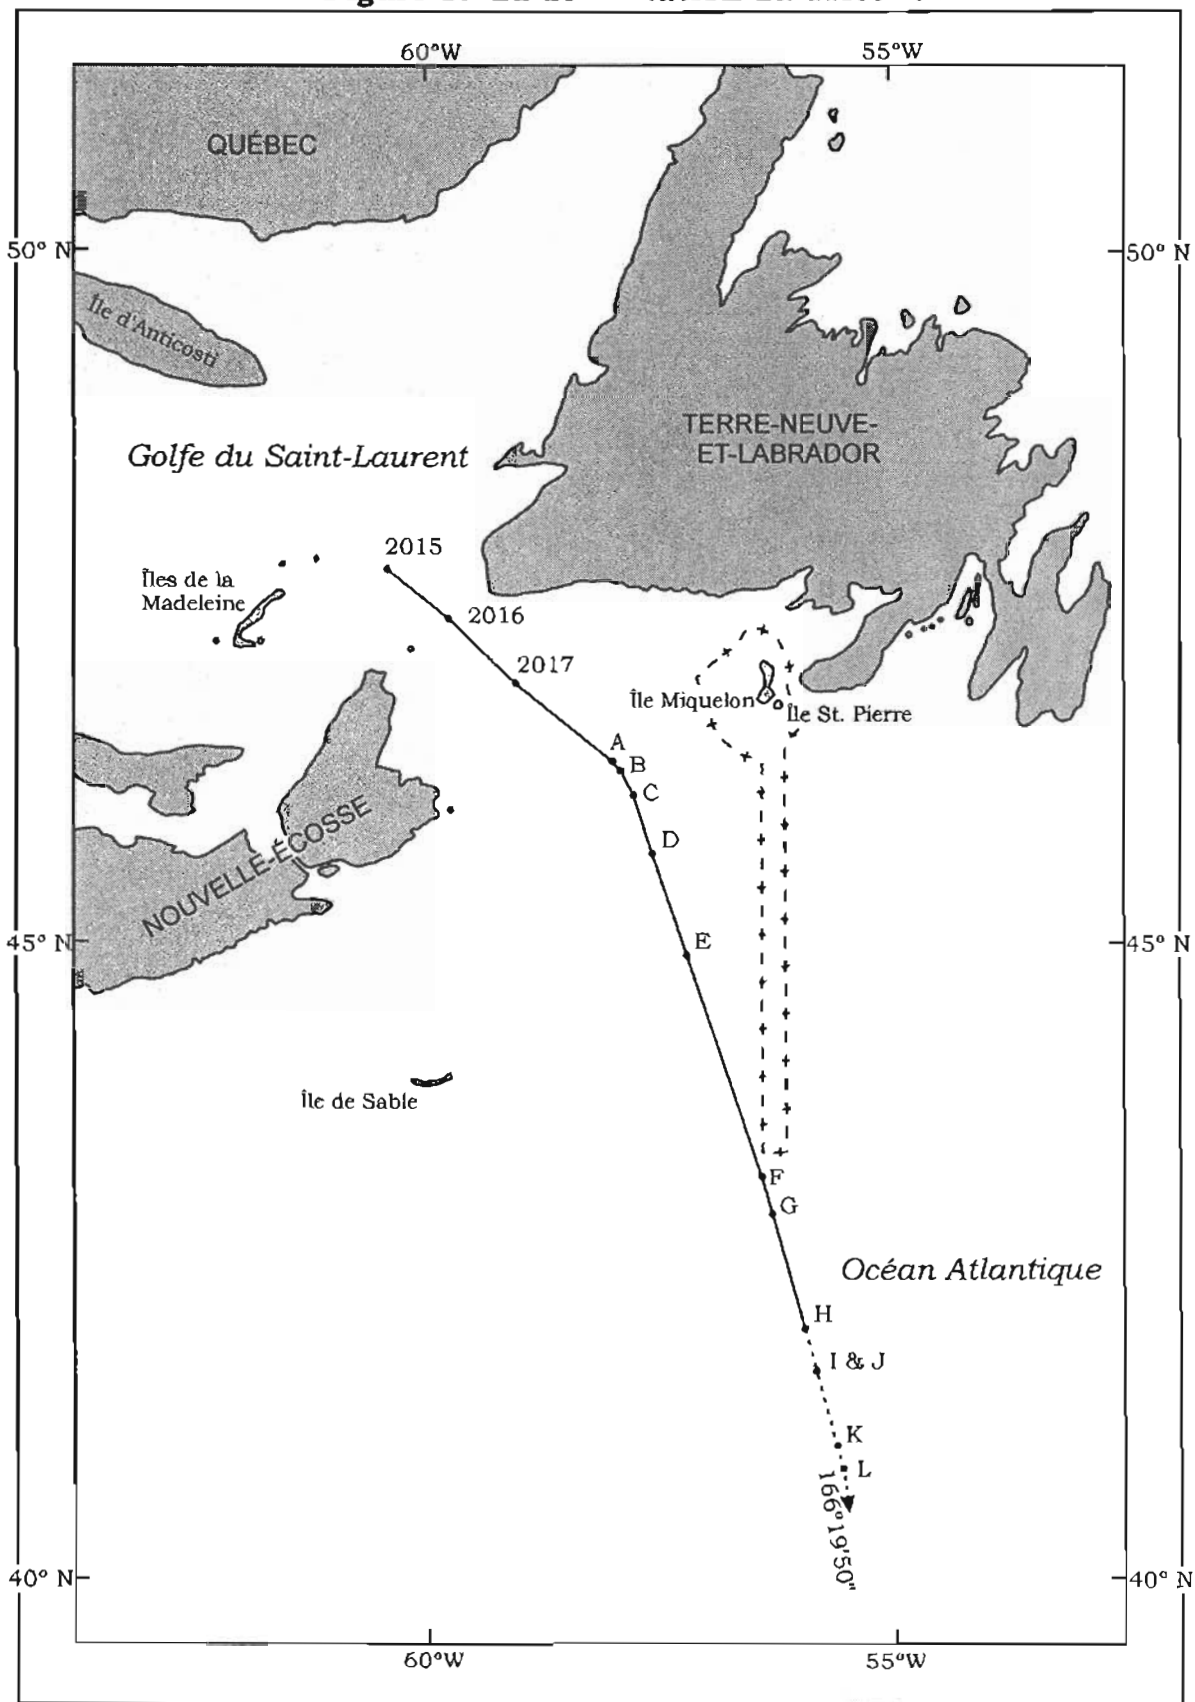 60°W 55°W
QUÉBEC
50° N 50° N
Île d'Anticosti
TERRE-NEUVE-
ET-LABRADOR
Golfe du Saint-Laurent
2015
Îles de la
Madeleine
2016
2017
Île Miquelon
Île St. Pierre
A
B
C
NOUVELLE-ÉCOSSE
D
45° N 45° N
E
Île de Sable
F
G
Océan Atlantique
H
I & J
K
L
166°19'50"
40° N 40° N
60°W 55°W